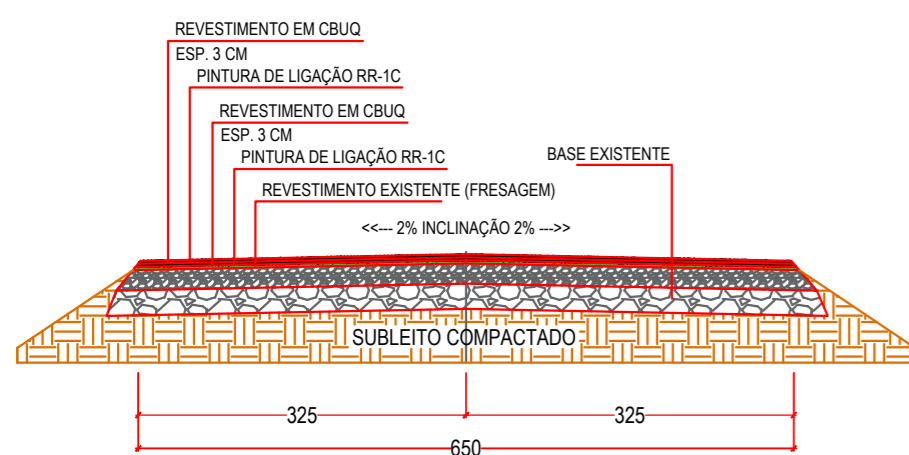 REVESTIMENTO EM CBUQ
ESP. 3 CM
PINTURA DE LIGAÇÃO RR-1C
REVESTIMENTO EM CBUQ
ESP. 3 CM
PINTURA DE LIGAÇÃO RR-1C
BASE EXISTENTE
REVESTIMENTO EXISTENTE (FRESAGEM)
<<--- 2% INCLINAÇÃO 2% --->>
SUBLEITO COMPACTADO
325
325
650